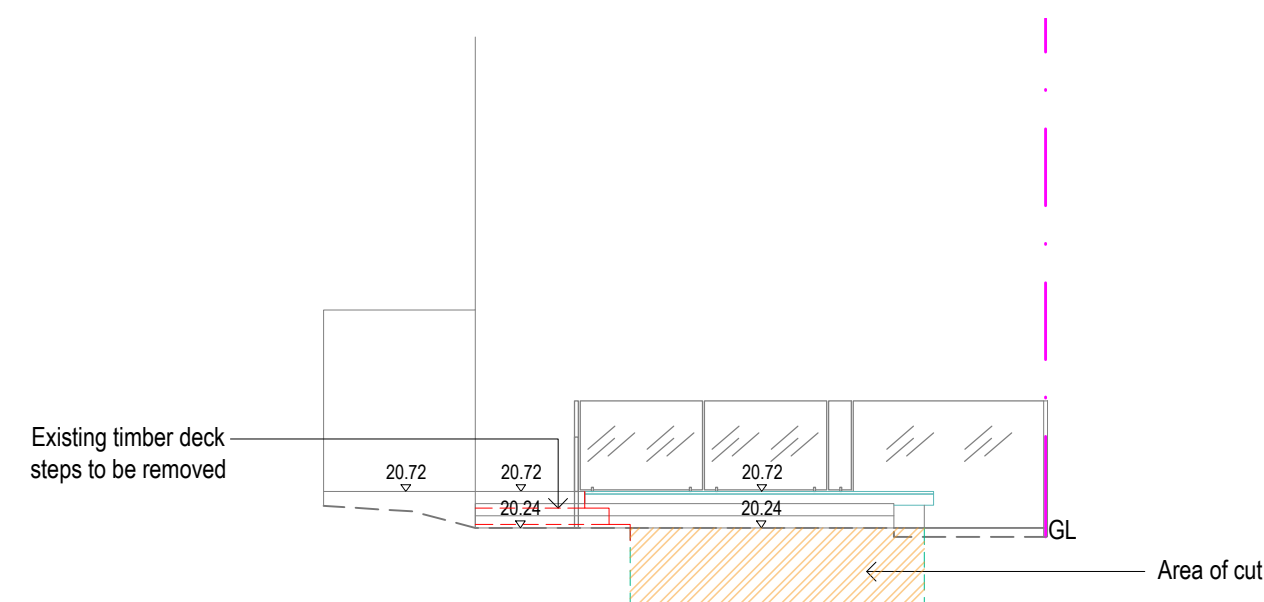 Existing timber deck
steps to be removed
20.72
20.72
20.72
20.24
20.24
GL
Area of cut